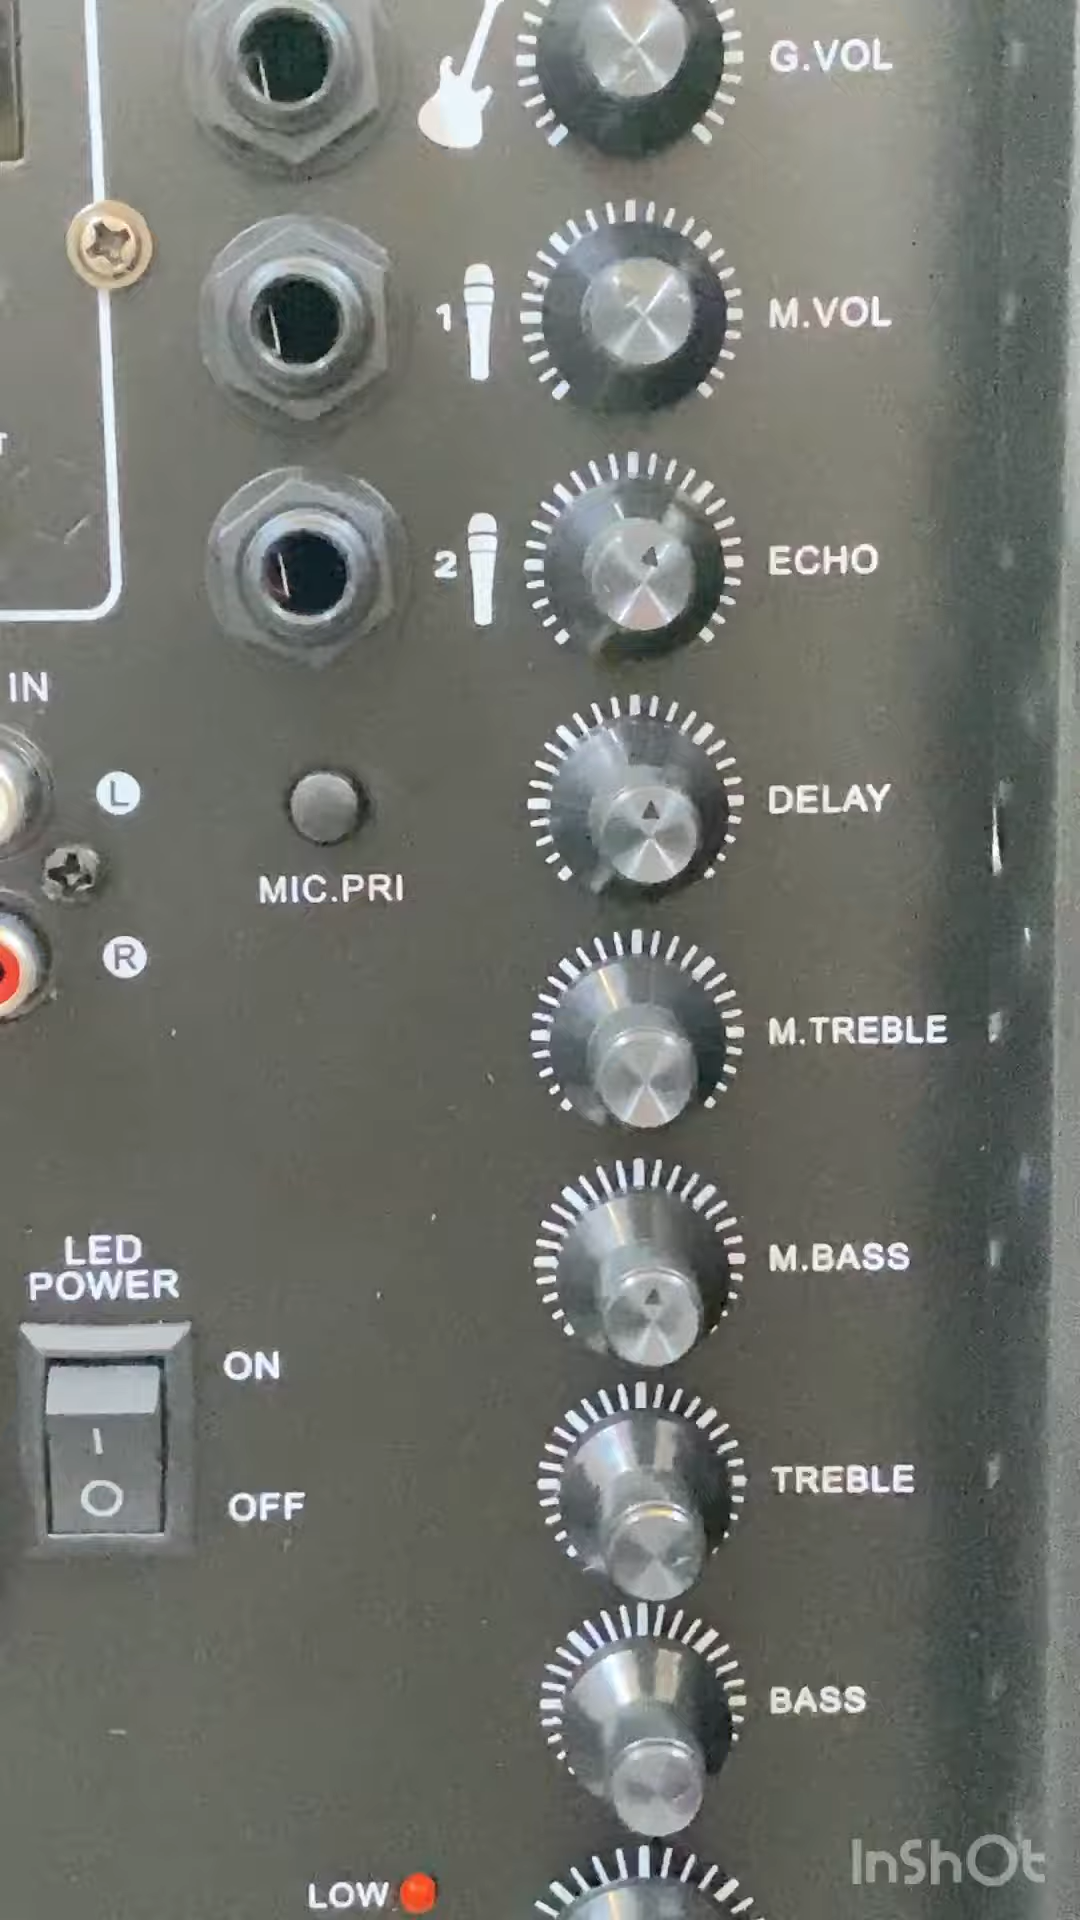 G.VOL
1
M.VOL
2
ECHO
IN
L
DELAY
MIC.PRI
R
M.TREBLE
LED
POWER
M.BASS
ON
I
O
OFF
TREBLE
BASS
LOW
InShOt